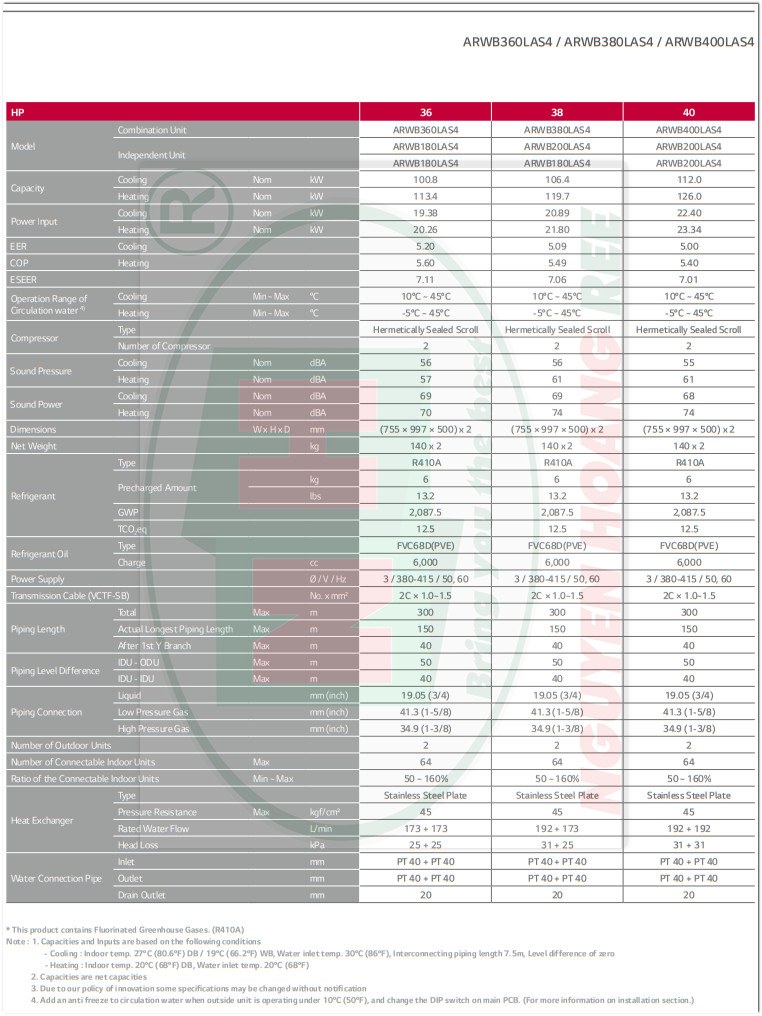 ARWB360LAS4 / ARWB380LAS4 / ARWB400LAS4
HP 36 38 40
Model Combination Unit ARWB360LAS4 ARWB380LAS4 ARWB400LAS4
Independent Unit ARWB180LAS4 ARWB200LAS4 ARWB200LAS4
ARWB180LAS4 ARWB180LAS4 ARWB200LAS4
Capacity Cooling Nom kW 100.8 106.4 112.0
Heating Nom kW 113.4 119.7 126.0
Power Input Cooling Nom kW 19.38 20.89 22.40
Heating Nom kW 20.26 21.80 23.34
EER Cooling 5.20 5.09 5.00
COP Heating 5.60 5.49 5.40
ESEER 7.11 7.06 7.01
Operation Range of Circulation water 4) Cooling Min ~ Max °C 10°C ~ 45°C 10°C ~ 45°C 10°C ~ 45°C
Heating Min ~ Max °C -5°C ~ 45°C -5°C ~ 45°C -5°C ~ 45°C
Compressor Type Hermetically Sealed Scroll Hermetically Sealed Scroll Hermetically Sealed Scroll
Number of Compressor 2 2 2
Sound Pressure Cooling Nom dBA 56 56 55
Heating Nom dBA 57 61 61
Sound Power Cooling Nom dBA 69 69 68
Heating Nom dBA 70 74 74
Dimensions W x H x D mm (755 × 997 × 500) x 2 (755 × 997 × 500) x 2 (755 × 997 × 500) x 2
Net Weight kg 140 x 2 140 x 2 140 x 2
Refrigerant Type R410A R410A R410A
Precharged Amount kg 6 6 6
lbs 13.2 13.2 13.2
GWP 2,087.5 2,087.5 2,087.5
TCO₂eq 12.5 12.5 12.5
Refrigerant Oil Type FVC68D(PVE) FVC68D(PVE) FVC68D(PVE)
Charge cc 6,000 6,000 6,000
Power Supply Ø / V / Hz 3 / 380-415 / 50, 60 3 / 380-415 / 50, 60 3 / 380-415 / 50, 60
Transmission Cable (VCTF-SB) No. x mm² 2C × 1.0~1.5 2C × 1.0~1.5 2C × 1.0~1.5
Piping Length Total Max m 300 300 300
Actual Longest Piping Length Max m 150 150 150
After 1st Y Branch Max m 40 40 40
Piping Level Difference IDU - ODU Max m 50 50 50
IDU - IDU Max m 40 40 40
Piping Connection Liquid mm (inch) 19.05 (3/4) 19.05 (3/4) 19.05 (3/4)
Low Pressure Gas mm (inch) 41.3 (1-5/8) 41.3 (1-5/8) 41.3 (1-5/8)
High Pressure Gas mm (inch) 34.9 (1-3/8) 34.9 (1-3/8) 34.9 (1-3/8)
Number of Outdoor Units 2 2 2
Number of Connectable Indoor Units Max 64 64 64
Ratio of the Connectable Indoor Units Min ~ Max 50 ~ 160% 50 ~ 160% 50 ~ 160%
Heat Exchanger Type Stainless Steel Plate Stainless Steel Plate Stainless Steel Plate
Pressure Resistance Max kgf/cm² 45 45 45
Rated Water Flow L/min 173 + 173 192 + 173 192 + 192
Head Loss kPa 25 + 25 31 + 25 31 + 31
Water Connection Pipe Inlet mm PT 40 + PT 40 PT 40 + PT 40 PT 40 + PT 40
Outlet mm PT 40 + PT 40 PT 40 + PT 40 PT 40 + PT 40
Drain Outlet mm 20 20 20
* This product contains Fluorinated Greenhouse Gases. (R410A)
Note : 1. Capacities and Inputs are based on the following conditions
- Cooling : Indoor temp. 27°C (80.6°F) DB / 19°C (66.2°F) WB, Water inlet temp. 30°C (86°F), Interconnecting piping length 7.5m, Level difference of zero
- Heating : Indoor temp. 20°C (68°F) DB, Water inlet temp. 20°C (68°F)
2. Capacities are net capacities
3. Due to our policy of innovation some specifications may be changed without notification
4. Add an anti freeze to circulation water when outside unit is operating under 10°C (50°F), and change the DIP switch on main PCB. (For more information on installation section.)
®
Bring you the best
NGUYEN HOANG REE